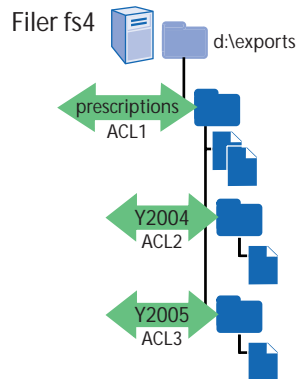 Filer fs4
d:\exports
prescriptions
ACL1
Y2004
ACL2
Y2005
ACL3